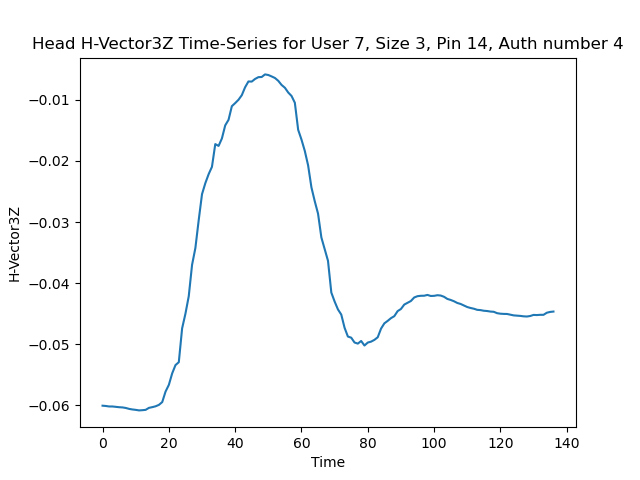 Head H-Vector3Z Time-Series for User 7, Size 3, Pin 14, Auth number 4
H-Vector3Z
−0.01
−0.02
−0.03
−0.04
−0.05
−0.06
0 20 40 60 80 100 120 140
Time